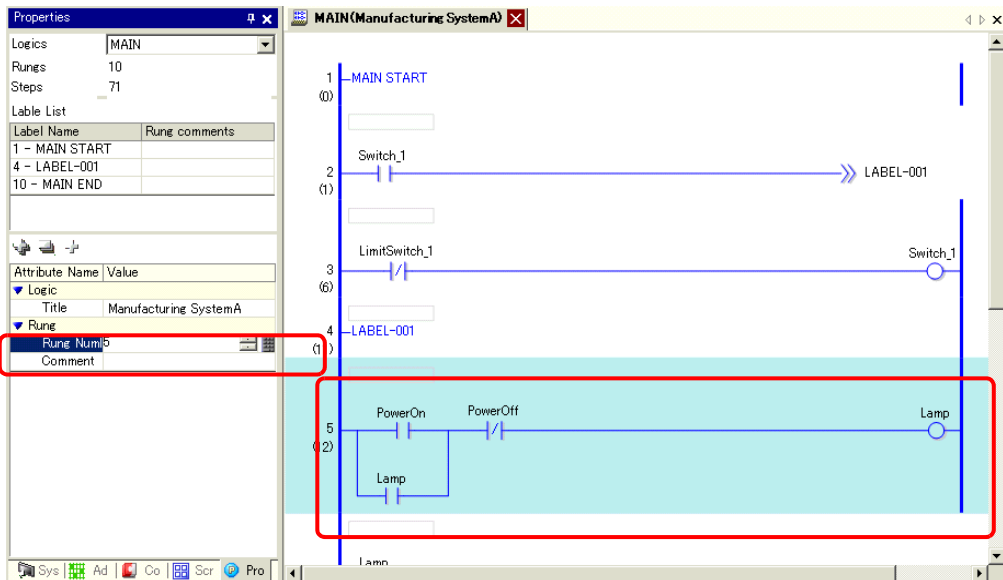 Properties
Logics MAIN
Rungs 10
Steps 71
Lable List
Label Name Rung comments
1 - MAIN START
4 - LABEL-001
10 - MAIN END
Attribute Name Value
Logic
Title Manufacturing SystemA
Rung
Rung Num 5
Comment
Sys Ad Co Scr Pro
MAIN(Manufacturing SystemA)
1 MAIN START
(0)
Switch_1
2 LABEL-001
(1)
LimitSwitch_1 Switch_1
3
(6)
4 LABEL-001
PowerOn PowerOff Lamp
5
(12)
Lamp
Lamp